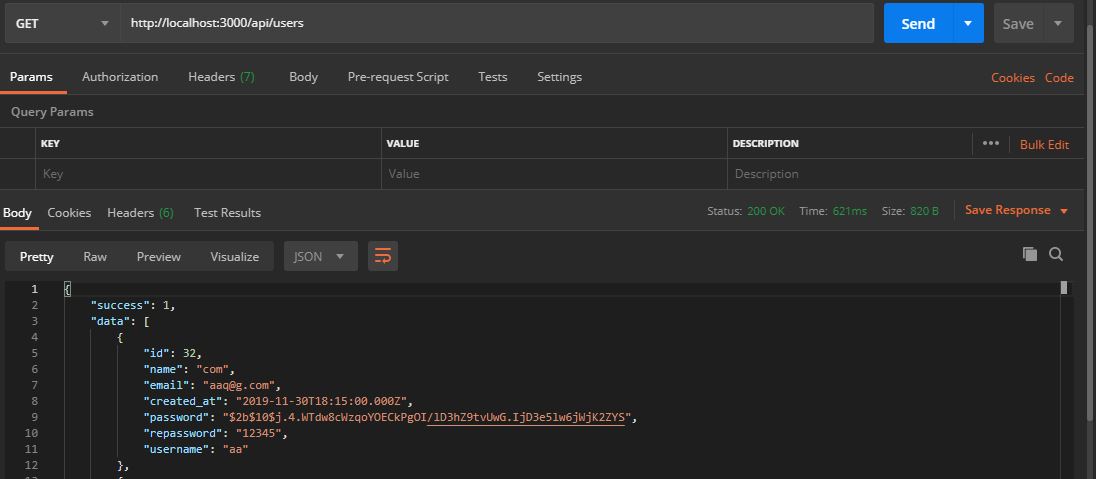 GET http://localhost:3000/api/users Send Save
Params Authorization Headers (7) Body Pre-request Script Tests Settings Cookies Code
Query Params
KEY VALUE DESCRIPTION ••• Bulk Edit
Key Value Description
Body Cookies Headers (6) Test Results Status: 200 OK Time: 621ms Size: 820 B Save Response
Pretty Raw Preview Visualize JSON
1 {
2 "success": 1,
3 "data": [
4 {
5 "id": 32,
6 "name": "com",
7 "email": "aaq@g.com",
8 "created_at": "2019-11-30T18:15:00.000Z",
9 "password": "$2b$10$j.4.WTdw8cWzqoYOECkPgOI/lD3hZ9tvUwG.IjD3e5lw6jWjK2ZYS",
10 "repassword": "12345",
11 "username": "aa"
12 },